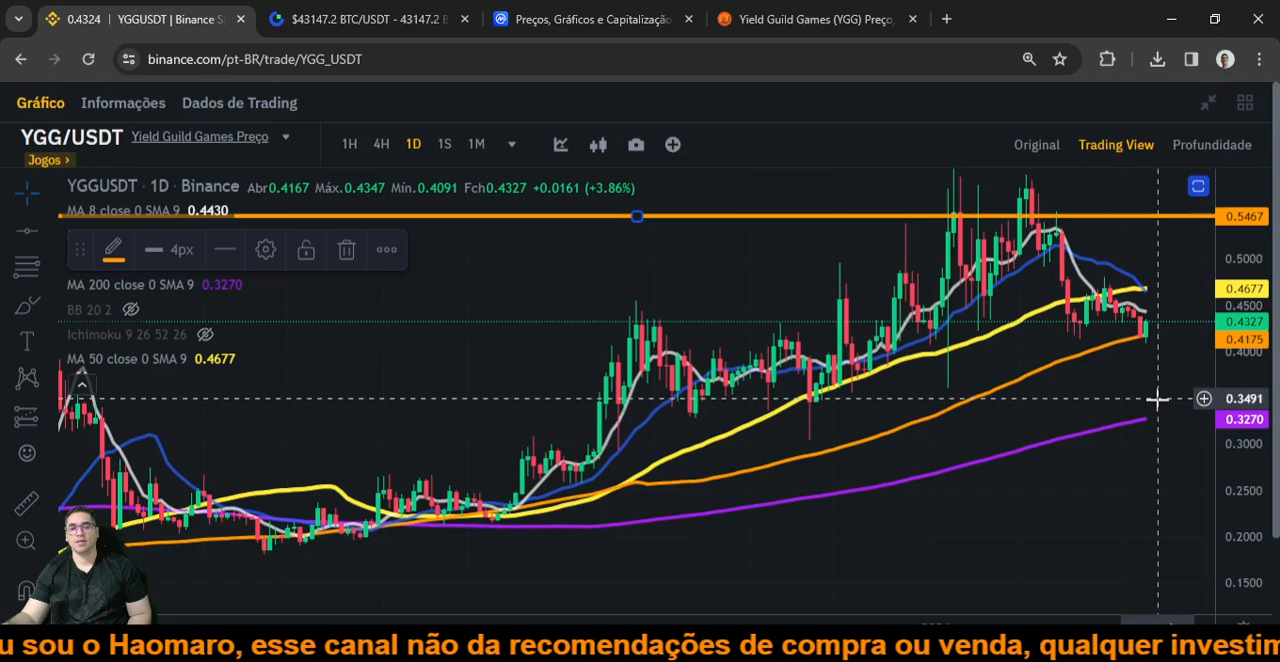 0.4324 | YGGUSDT | Binance Sp
$43147.2 BTC/USDT - 43147.2 B
Preços, Gráficos e Capitalização
Yield Guild Games (YGG) Preço,
binance.com/pt-BR/trade/YGG_USDT
Gráfico Informações Dados de Trading
YGG/USDT Yield Guild Games Preço
Jogos >
1H 4H 1D 1S 1M
Original Trading View Profundidade
YGGUSDT · 1D · Binance Abr0.4167 Máx.0.4347 Mín.0.4091 Fch0.4327 +0.0161 (+3.86%)
MA 8 close 0 SMA 9 0.4430
0.5467
4px
0.5000
MA 200 close 0 SMA 9 0.3270
0.4677
BB 20 2
0.4500
0.4327
Ichimoku 9 26 52 26
0.4175
0.4000
MA 50 close 0 SMA 9 0.4677
0.3491
0.3270
0.3000
0.2500
0.2000
0.1500
u sou o Haomaro, esse canal não da recomendações de compra ou venda, qualquer investin